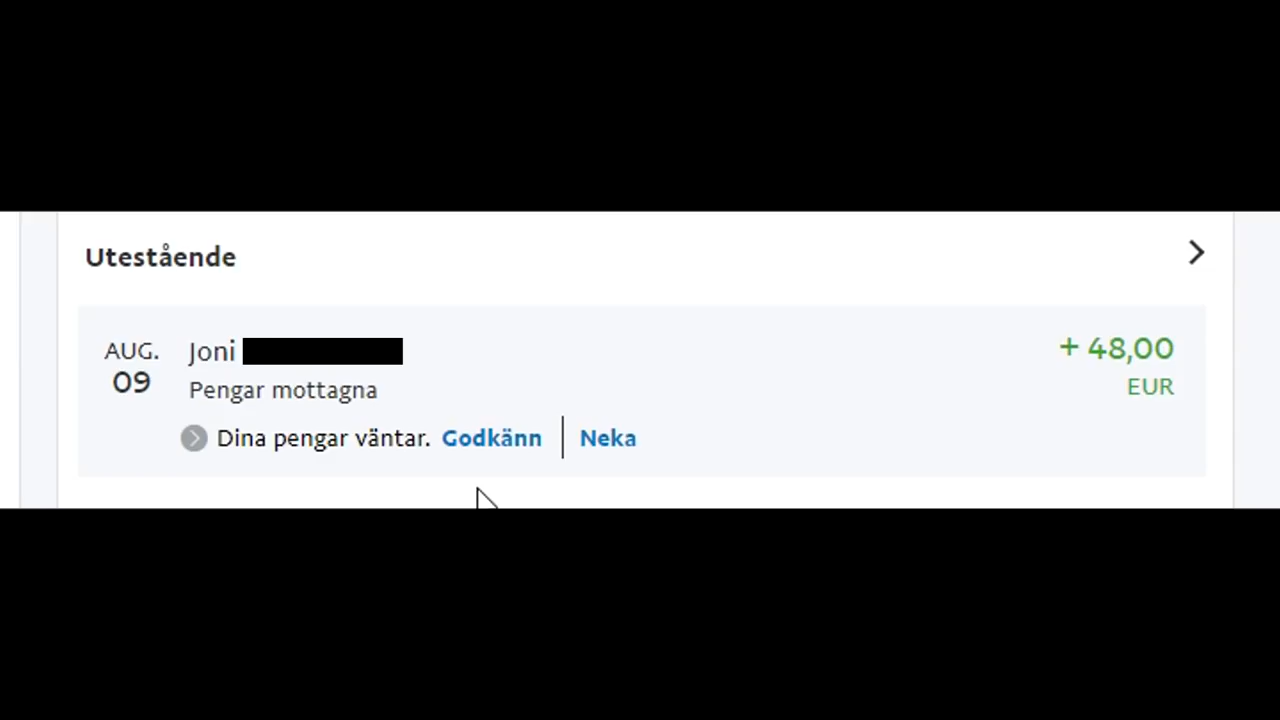 Utestående
AUG.
09
Joni
Pengar mottagna
+ 48,00
EUR
Dina pengar väntar. Godkänn | Neka